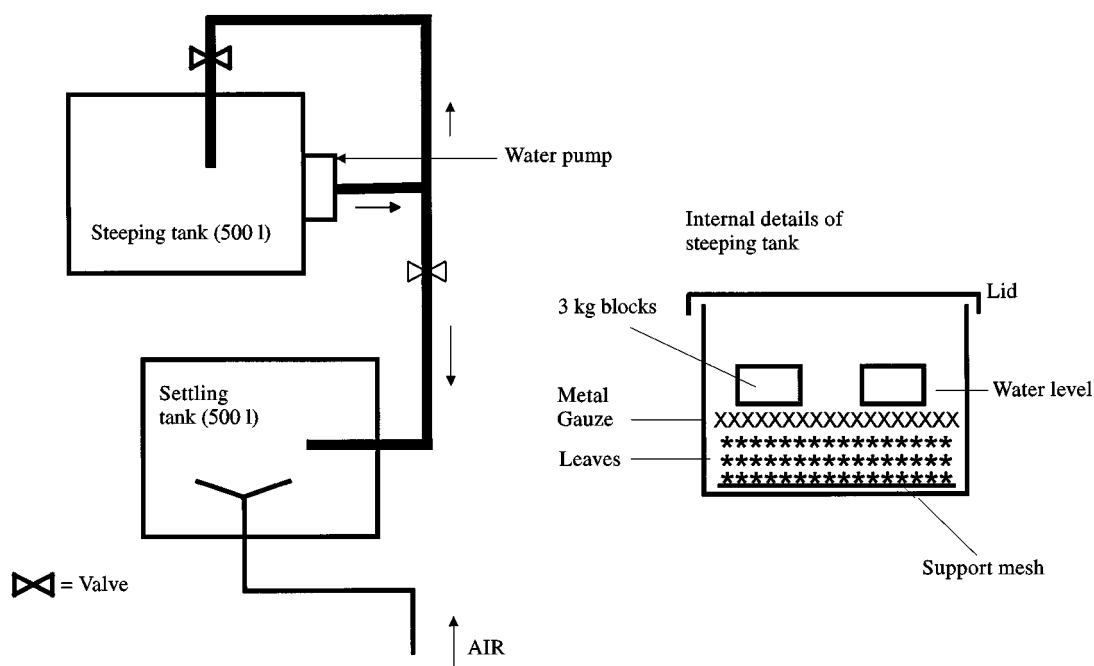 Water pump
Steeping tank (500 l)
Settling
tank (500 l)
= Valve
AIR
Internal details of
steeping tank
Lid
3 kg blocks
Water level
Metal
Gauze
XXXXXXXXXXXXXXXXXX
Leaves
Support mesh